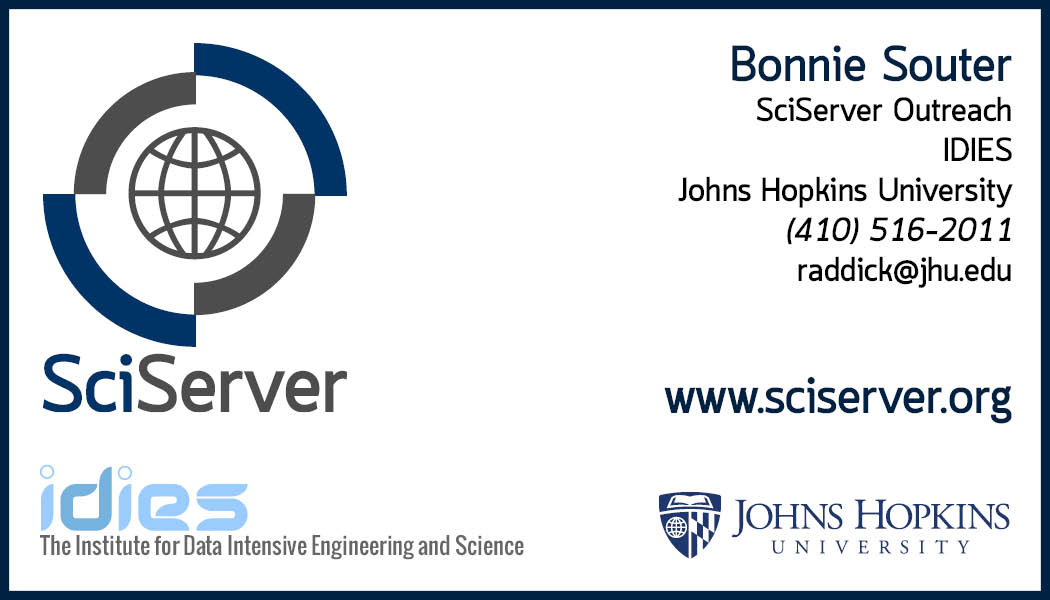 Bonnie Souter
SciServer Outreach
IDIES
Johns Hopkins University
(410) 516-2011
raddick@jhu.edu
SciServer
www.sciserver.org
idies
The Institute for Data Intensive Engineering and Science
JOHNS HOPKINS
UNIVERSITY